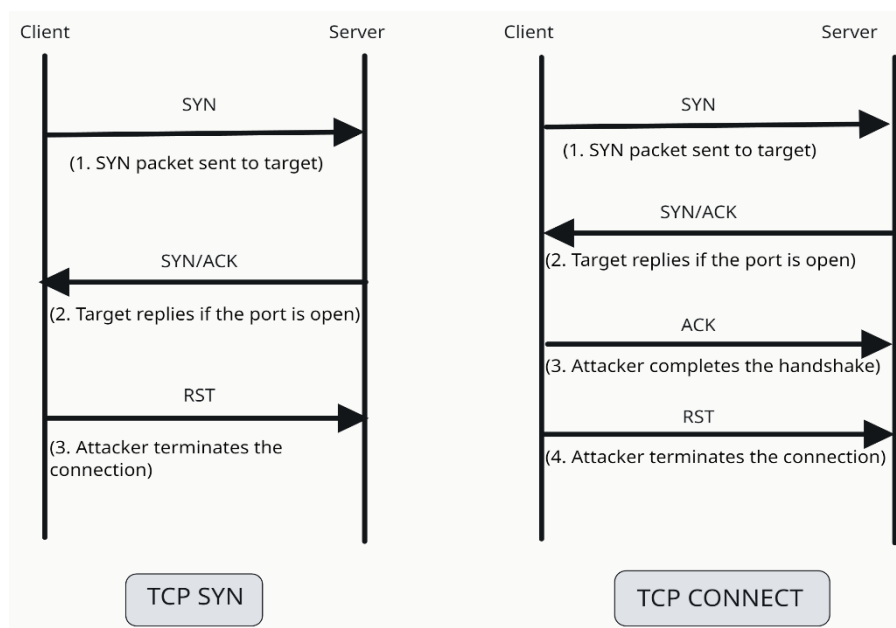 Client
Server
SYN
(1. SYN packet sent to target)
SYN/ACK
(2. Target replies if the port is open)
RST
(3. Attacker terminates the
connection)
TCP SYN
Client
Server
SYN
(1. SYN packet sent to target)
SYN/ACK
(2. Target replies if the port is open)
ACK
(3. Attacker completes the handshake)
RST
(4. Attacker terminates the connection)
TCP CONNECT